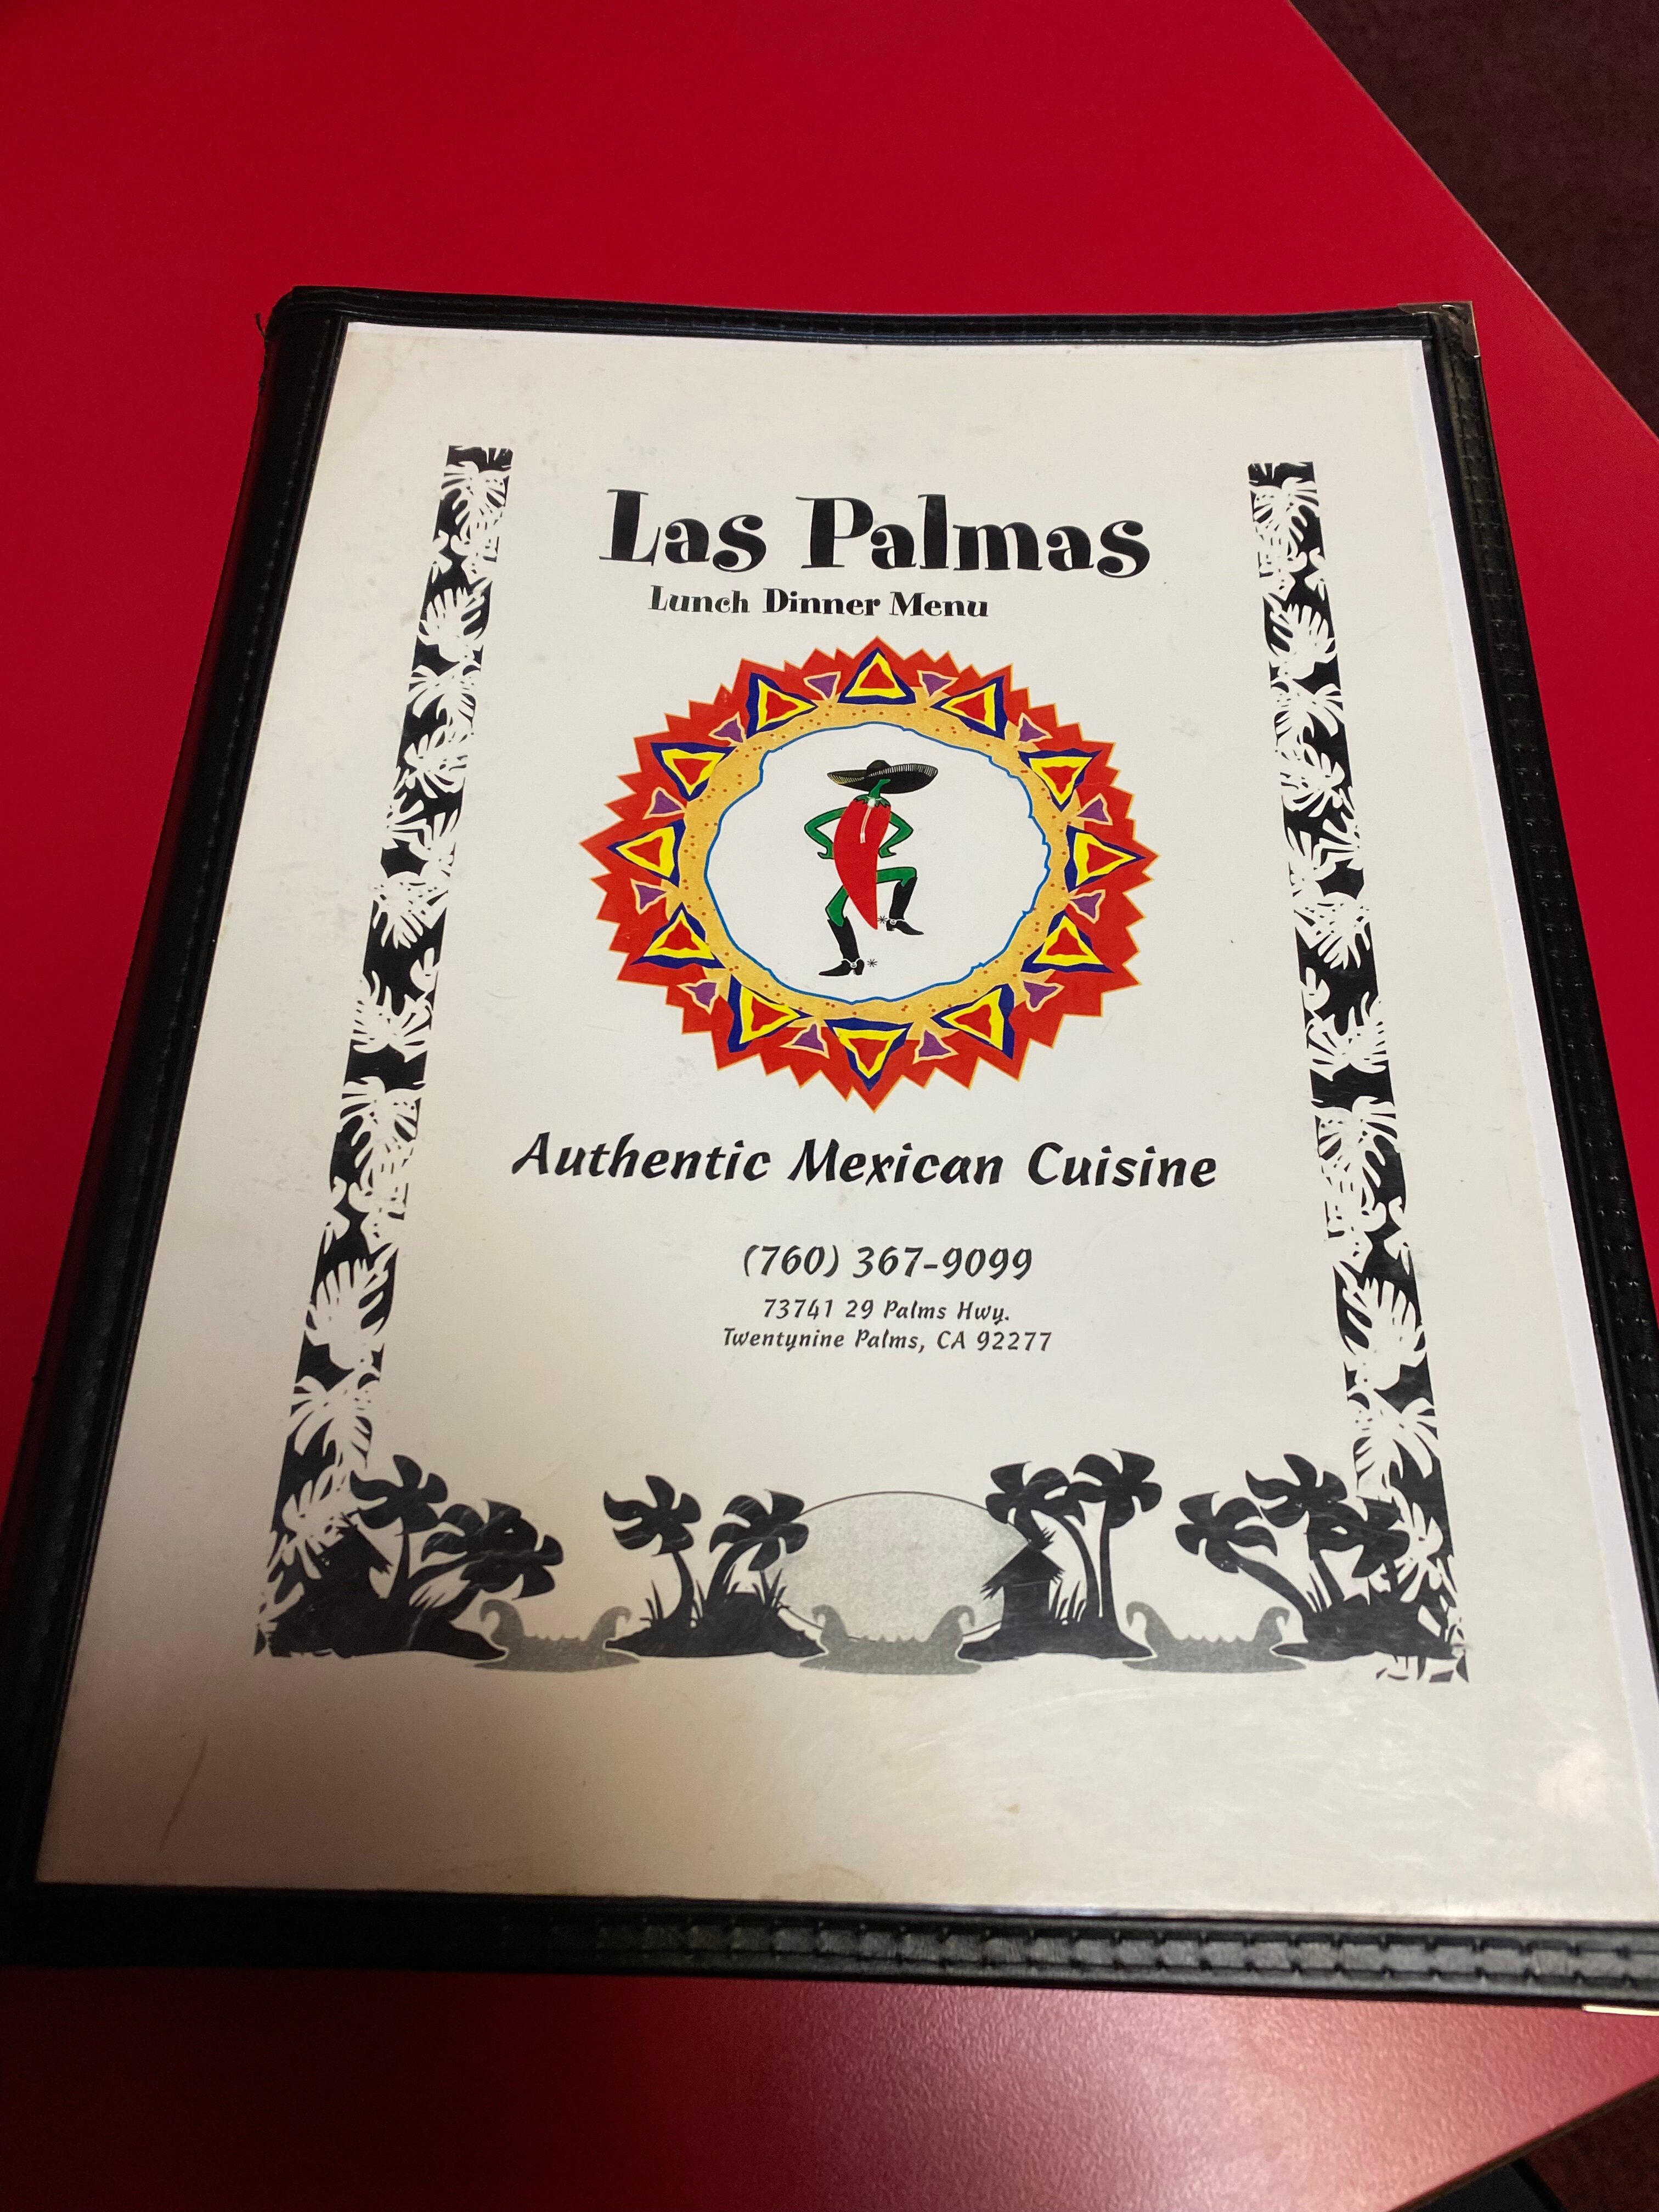 Las Palmas
Lunch Dinner Menu
Authentic Mexican Cuisine
(760) 367-9099
73741 29 Palms Hwy.
Twentynine Palms, CA 92277